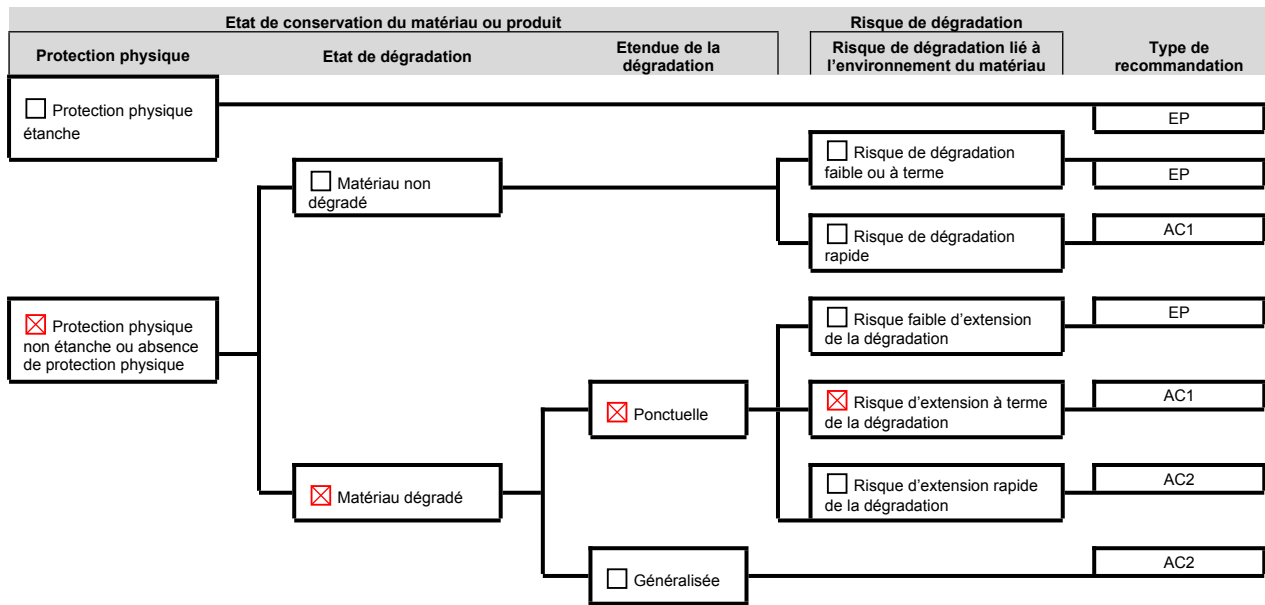 Etat de conservation du matériau ou produit
Risque de dégradation
Protection physique
Etat de dégradation
Etendue de la
dégradation
Risque de dégradation lié à
l'environnement du matériau
Type de
recommandation
Protection physique
étanche
EP
Matériau non
dégradé
Risque de dégradation
faible ou à terme
EP
Risque de dégradation
rapide
AC1
Protection physique
non étanche ou absence
de protection physique
Risque faible d'extension
de la dégradation
EP
Ponctuelle
Risque d'extension à terme
de la dégradation
AC1
Matériau dégradé
Risque d'extension rapide
de la dégradation
AC2
Généralisée
AC2